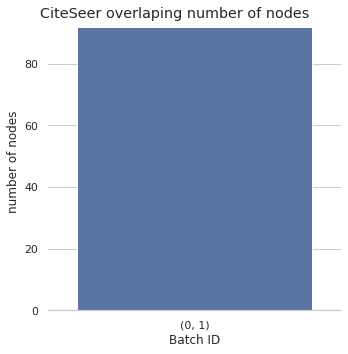 CiteSeer overlaping number of nodes
80
60
40
20
0
number of nodes
(0, 1)
Batch ID